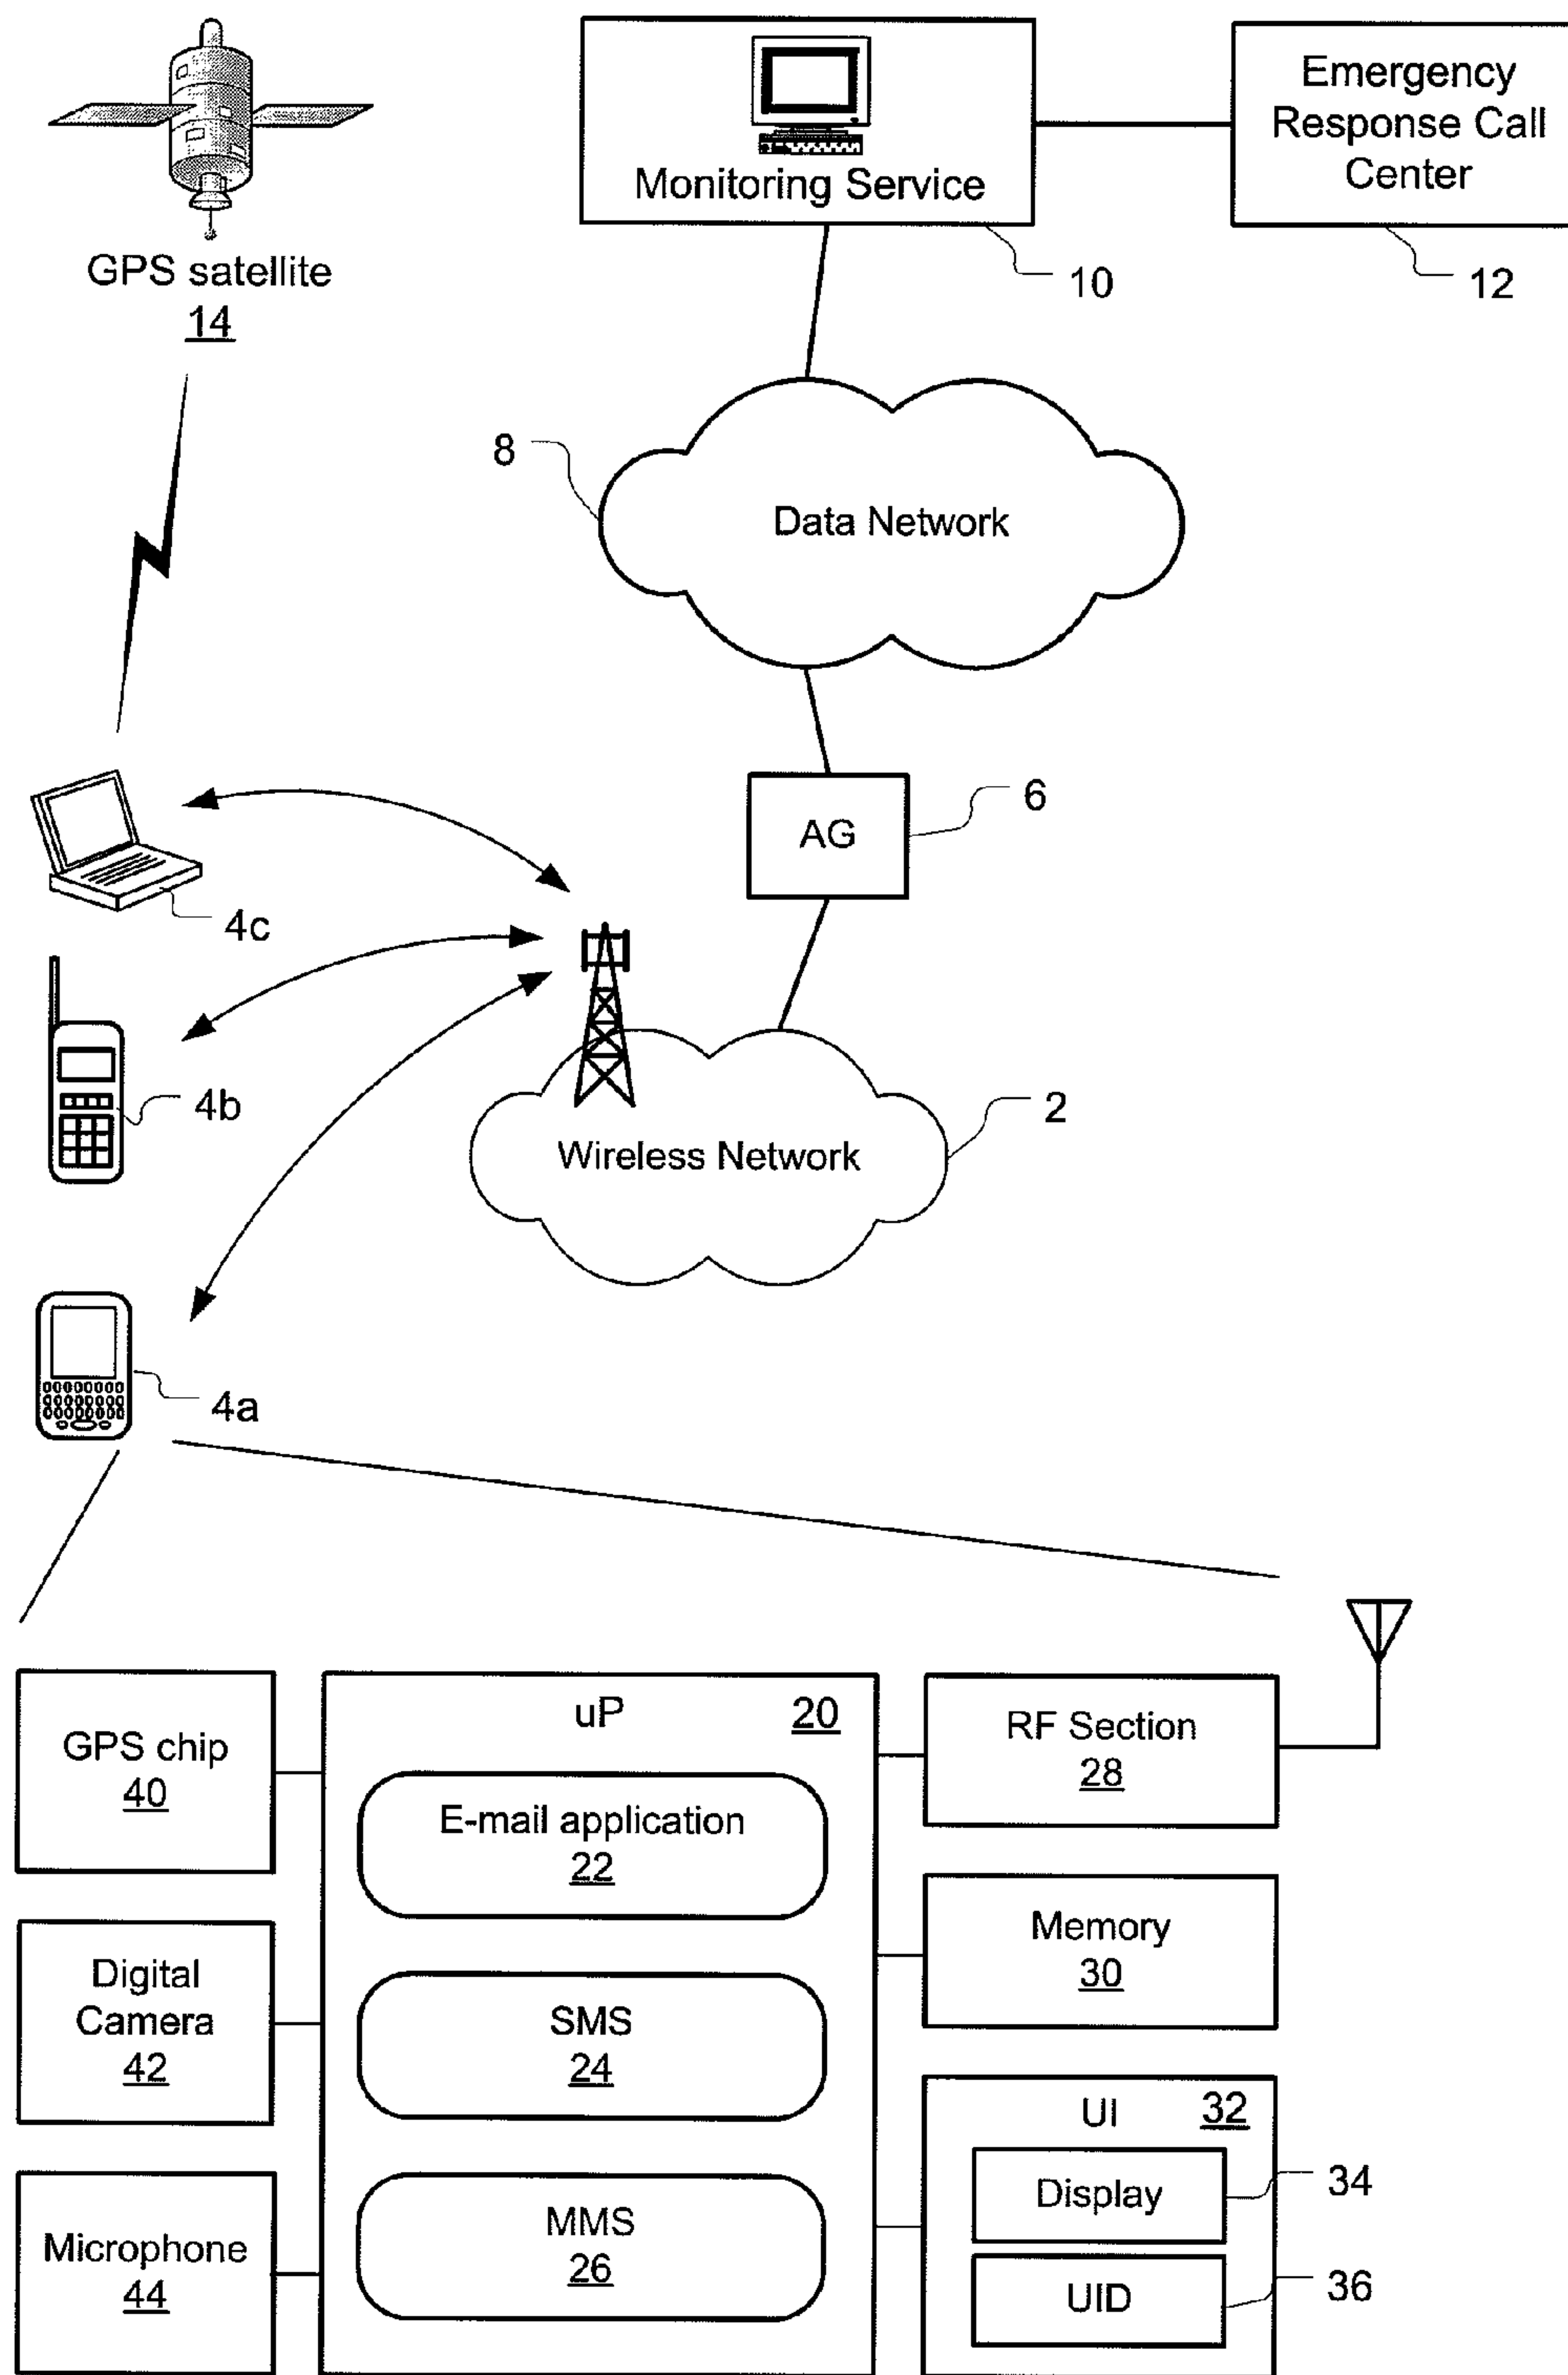 Monitoring Service
Emergency
Response Call
Center
10
12
GPS satellite
14
8
Data Network
6
AG
4c
4b
2
Wireless Network
4a
uP 20
GPS chip
40
E-mail application
22
RF Section
28
Digital
Camera
42
SMS
24
Memory
30
Microphone
44
MMS
26
UI 32
Display
34
UID
36